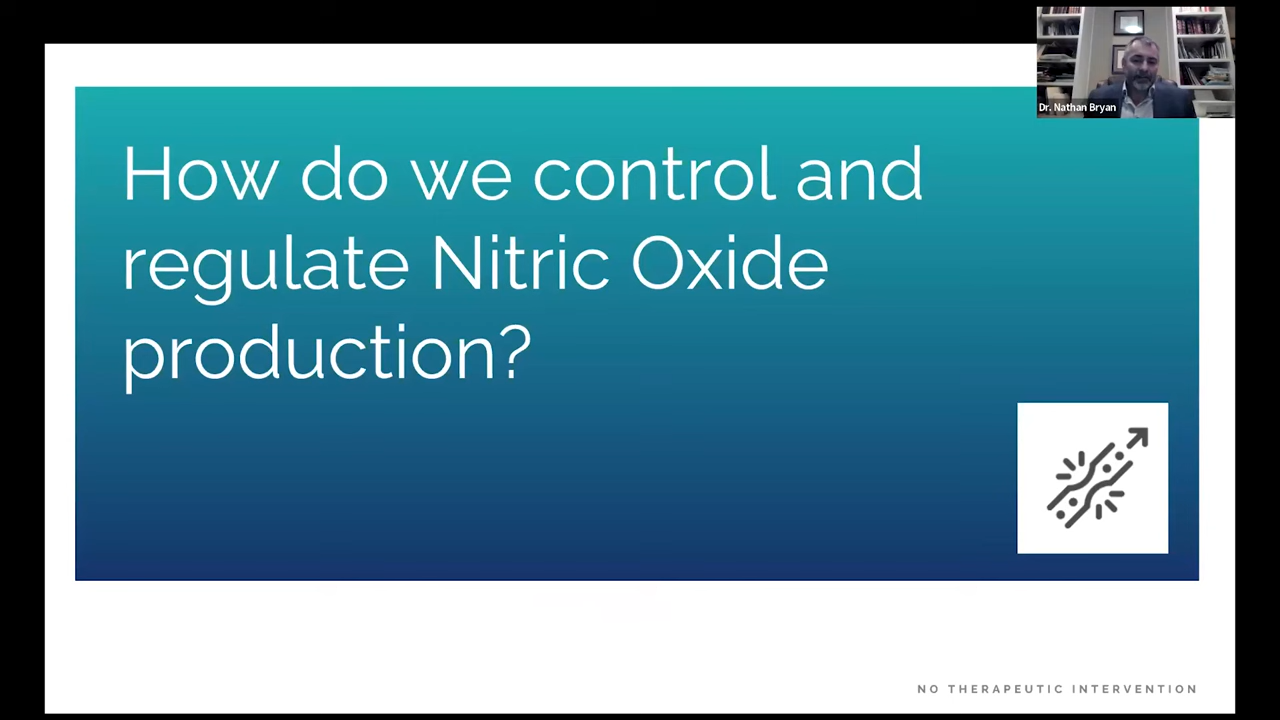 Dr. Nathan Bryan
How do we control and
regulate Nitric Oxide
production?
NO THERAPEUTIC INTERVENTION